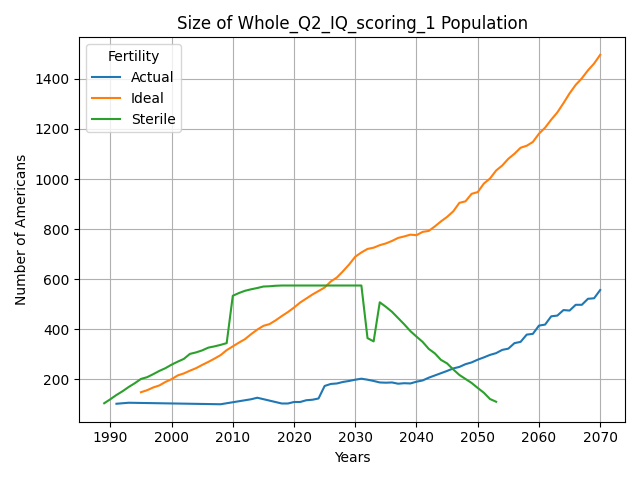 Size of Whole_Q2_IQ_scoring_1 Population
Fertility
Actual
Ideal
Sterile
Number of Americans
1400
1200
1000
800
600
400
200
1990 2000 2010 2020 2030 2040 2050 2060 2070
Years